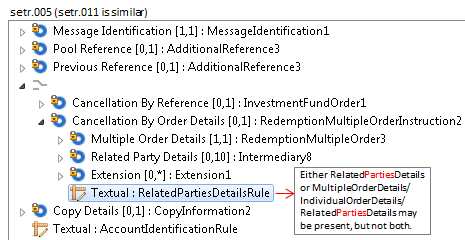 setr.005 (setr.011 is similar)
Message Identification [1,1] : MessageIdentification1
Pool Reference [0,1] : AdditionalReference3
Previous Reference [0,1] : AdditionalReference3
Cancellation By Reference [0,1] : InvestmentFundOrder1
Cancellation By Order Details [0,1] : RedemptionMultipleOrderInstruction2
Multiple Order Details [1,1] : RedemptionMultipleOrder3
Related Party Details [0,10] : Intermediary8
Extension [0,*] : Extension1
Textual : RelatedPartiesDetailsRule
Either RelatedPartiesDetails
or MultipleOrderDetails/
IndividualOrderDetails/
RelatedPartiesDetails may
be present, but not both.
Copy Details [0,1] : CopyInformation2
Textual : AccountIdentificationRule